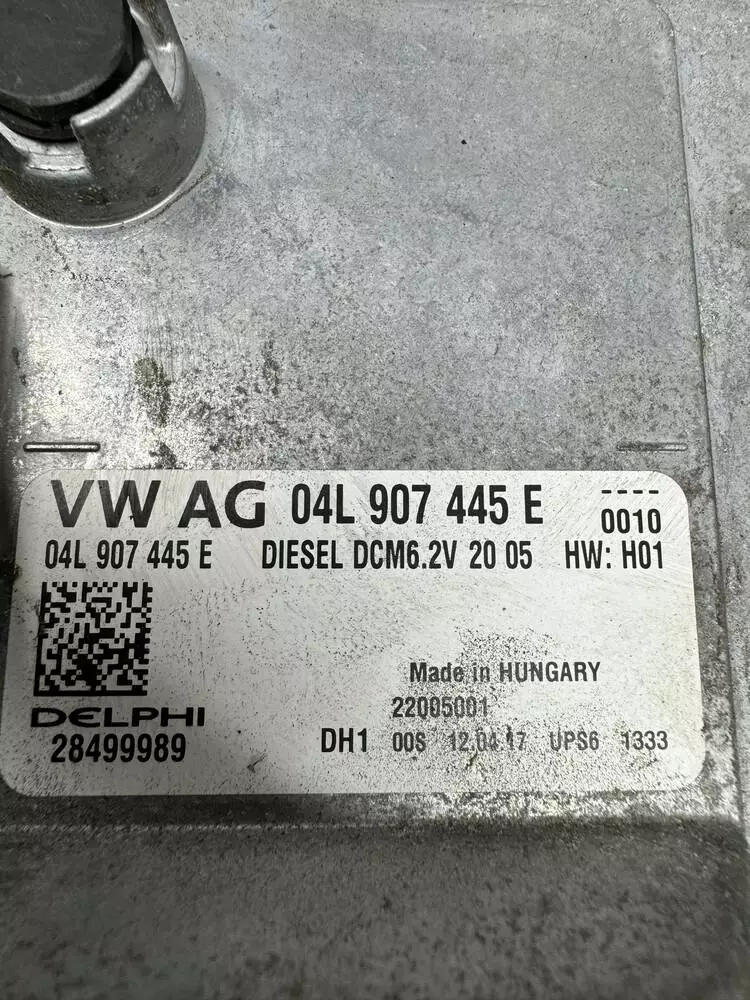 VW AG 04L 907 445 E ----
0010
04L 907 445 E DIESEL DCM6.2V 20 05 HW: H01
Made in HUNGARY
22005001
DELPHI
28499989 DH1 00S 12.04.17 UPS6 1333